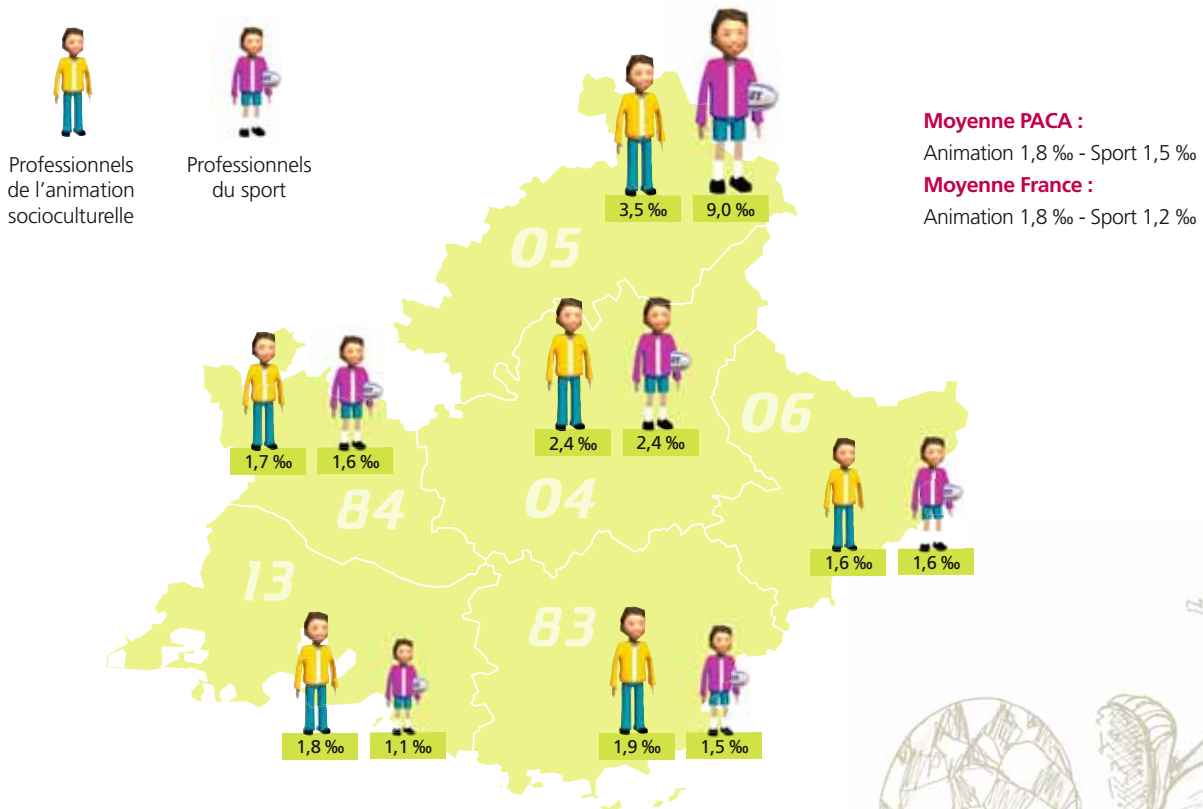 Professionnels
de l'animation
socioculturelle
Professionnels
du sport
Moyenne PACA :
Animation 1,8 ‰ - Sport 1,5 ‰
Moyenne France :
Animation 1,8 ‰ - Sport 1,2 ‰
3,5 ‰
9,0 ‰
05
2,4 ‰
2,4 ‰
04
1,7 ‰
1,6 ‰
84
06
1,6 ‰
1,6 ‰
13
1,8 ‰
1,1 ‰
83
1,9 ‰
1,5 ‰